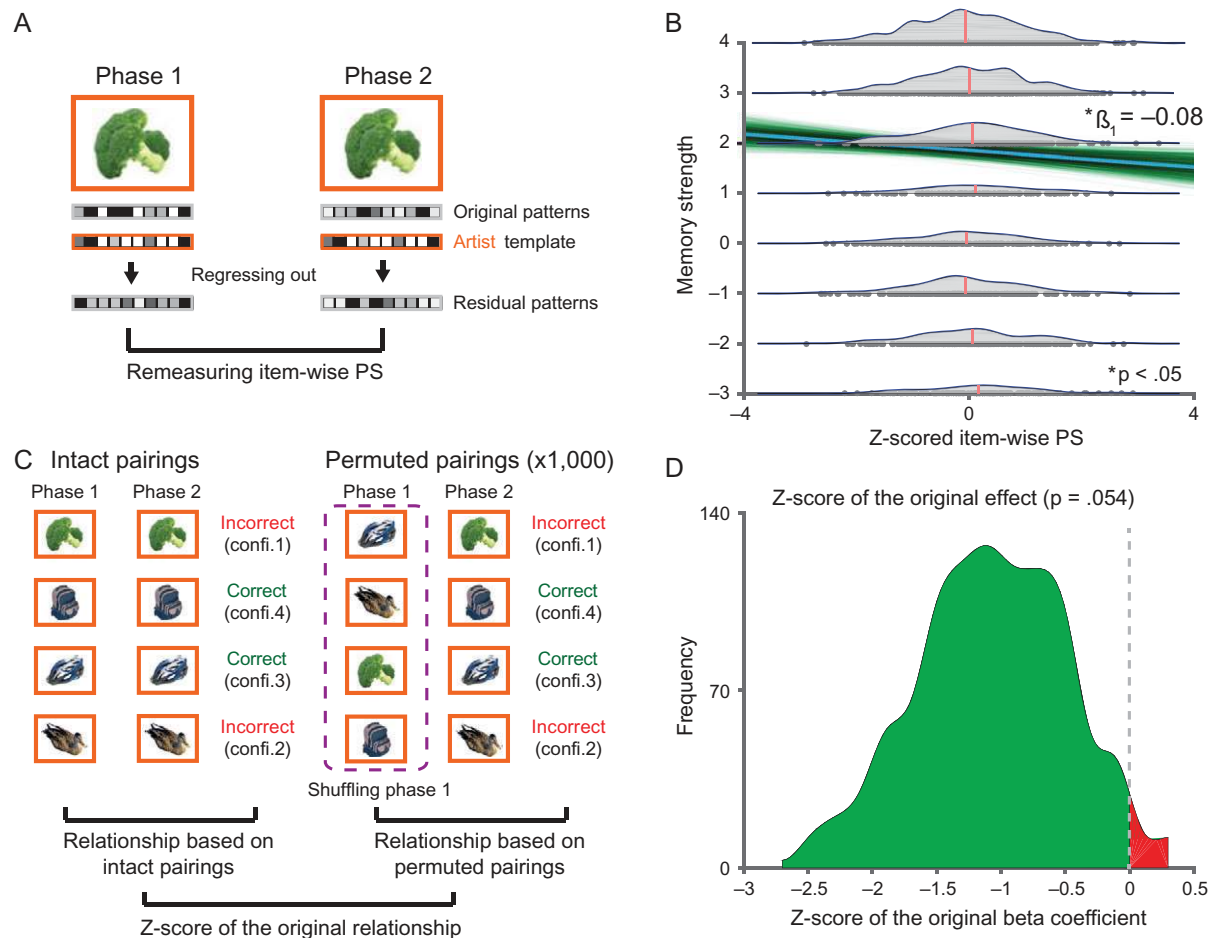 A
Phase 1
Phase 2
Original patterns
Artist template
Regressing out
Residual patterns
Remeasuring item-wise PS
B
4
3
2
1
0
–1
–2
–3
Memory strength
*ß1 = –0.08
*p < .05
–4
0
4
Z-scored item-wise PS
C
Intact pairings
Permuted pairings (x1,000)
Phase 1
Phase 2
Phase 1
Phase 2
Incorrect
(confi.1)
Incorrect
(confi.1)
Correct
(confi.4)
Correct
(confi.4)
Correct
(confi.3)
Correct
(confi.3)
Incorrect
(confi.2)
Incorrect
(confi.2)
Shuffling phase 1
Relationship based on
intact pairings
Relationship based on
permuted pairings
Z-score of the original relationship
D
Z-score of the original effect (p = .054)
140
70
0
Frequency
–3
–2.5
–2
–1.5
–1
–0.5
0
0.5
Z-score of the original beta coefficient